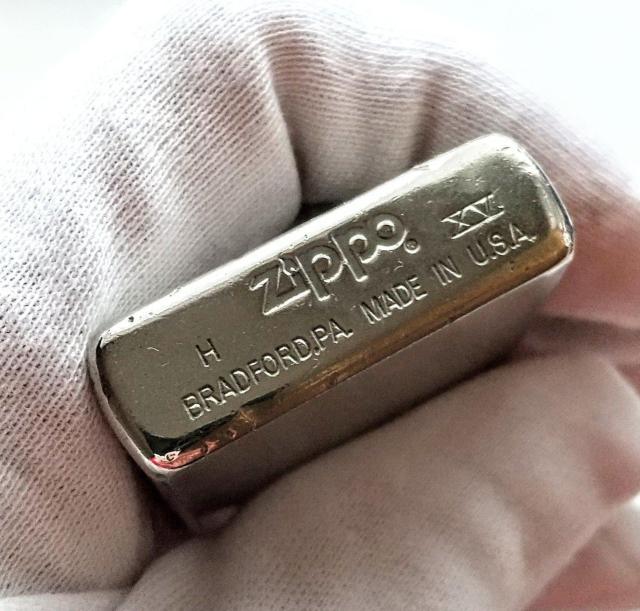 H Zippo® XV
BRADFORD,PA. MADE IN U.S.A.